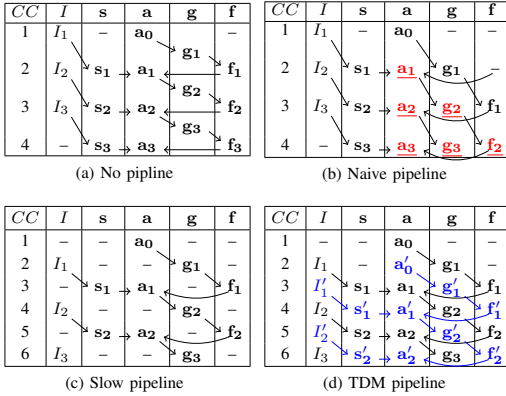 CC I s a g f CC I s a g f
1 I₁ – a₀ – 1 I₁ – a₀ –
g₁
2 I₂ s₁ a₁ f₁ 2 I₂ s₁ a₁ g₁ –
g₂
3 I₃ s₂ a₂ f₂ 3 I₃ s₂ a₂ g₂ f₁
g₃
4 – s₃ a₃ f₃ 4 – s₃ a₃ g₃ f₂
(a) No pipline (b) Naive pipeline
CC I s a g f CC I s a g f
1 – – a₀ – – 1 – – a₀ – –
2 I₁ – – g₁ – 2 I₁ – a′₀ g₁ –
3 – s₁ a₁ – f₁ 3 I′₁ s₁ a₁ g′₁ f₁
4 I₂ – – g₂ – 4 I₂ s′₁ a′₁ g₂ f′₁
5 – s₂ a₂ – f₂ 5 I′₂ s₂ a₂ g′₂ f₂
6 I₃ – – g₃ – 6 I₃ s′₂ a′₂ g₃ f′₂
(c) Slow pipeline (d) TDM pipeline